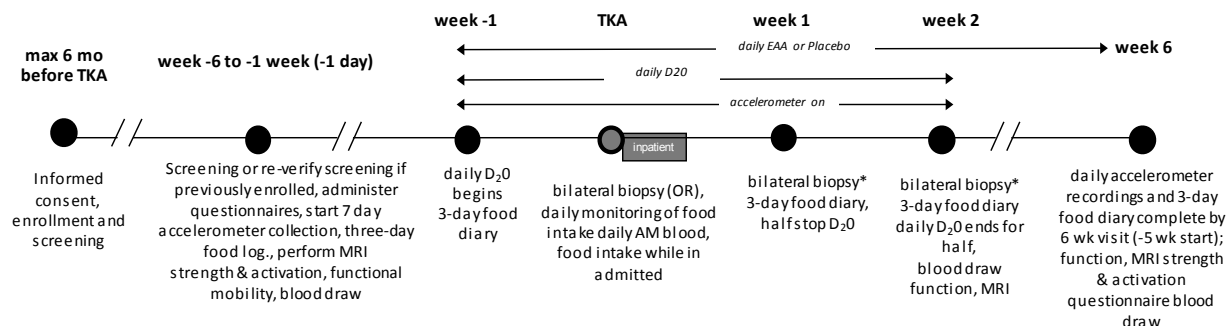 week -1
TKA
week 1
week 2
daily EAA or Placebo
week 6
max 6 mo
before TKA
week -6 to -1 week (-1 day)
daily D20
accelerometer on
inpatient
Informed
consent,
enrollment and
screening
Screening or re-verify screening if
previously enrolled, administer
questionnaires, start 7 day
accelerometer collection, three-day
food log., perform MRI
strength & activation, functional
mobility, blood draw
daily D₂0
begins
3-day food
diary
bilateral biopsy (OR),
daily monitoring of food
intake daily AM blood,
food intake while in
admitted
bilateral biopsy*
3-day food diary,
half stop D₂0
bilateral biopsy*
3-day food diary
daily D₂0 ends for
half,
blood draw
function, MRI
daily accelerometer
recordings and 3-day
food diary complete by
6 wk visit (-5 wk start);
function, MRI strength
& activation
questionnaire blood
draw